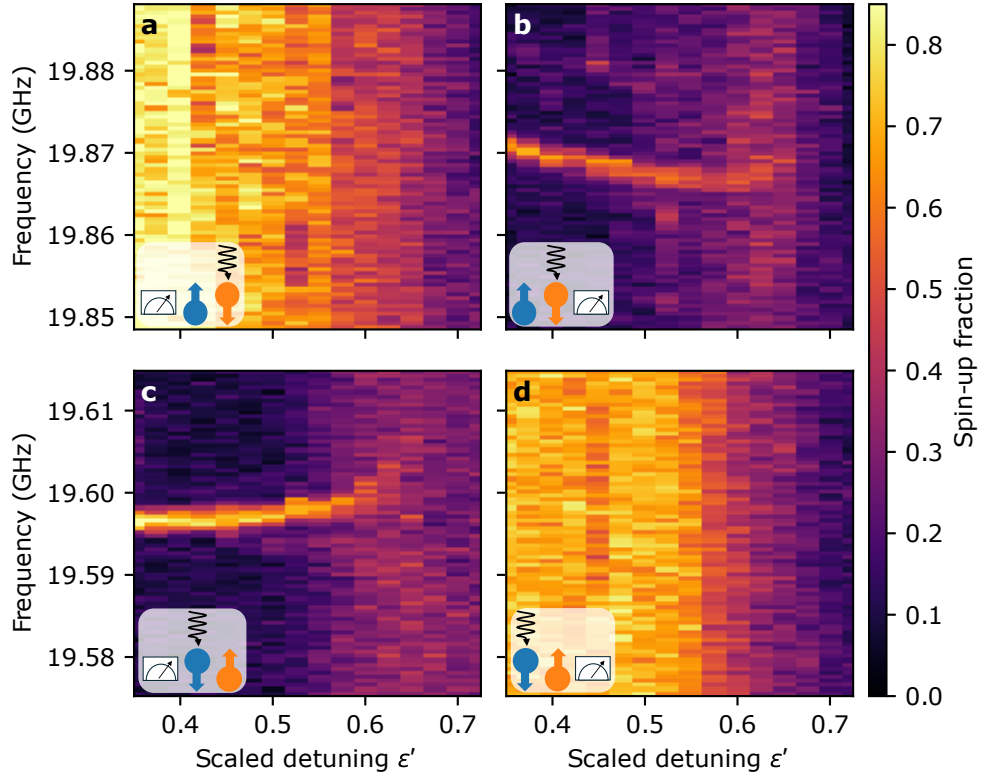 a
b
19.88
19.87
19.86
19.85
Frequency (GHz)
c
d
19.61
19.60
19.59
19.58
Frequency (GHz)
0.4 0.5 0.6 0.7
0.4 0.5 0.6 0.7
Scaled detuning ε′
Scaled detuning ε′
0.8
0.7
0.6
0.5
0.4
0.3
0.2
0.1
0.0
Spin-up fraction